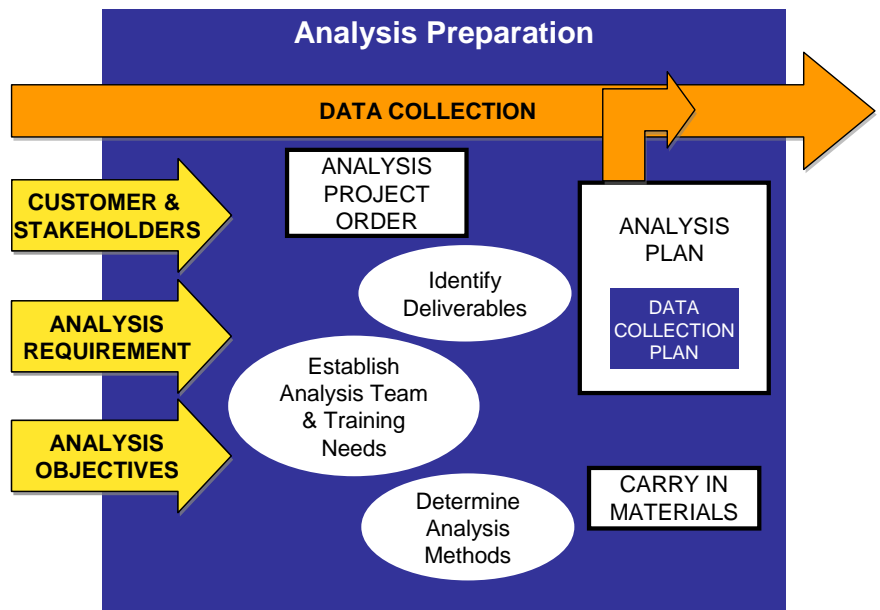 Analysis Preparation
DATA COLLECTION
CUSTOMER &
STAKEHOLDERS
ANALYSIS
PROJECT
ORDER
ANALYSIS
PLAN
DATA
COLLECTION
PLAN
Identify
Deliverables
ANALYSIS
REQUIREMENT
Establish
Analysis Team
& Training
Needs
ANALYSIS
OBJECTIVES
Determine
Analysis
Methods
CARRY IN
MATERIALS